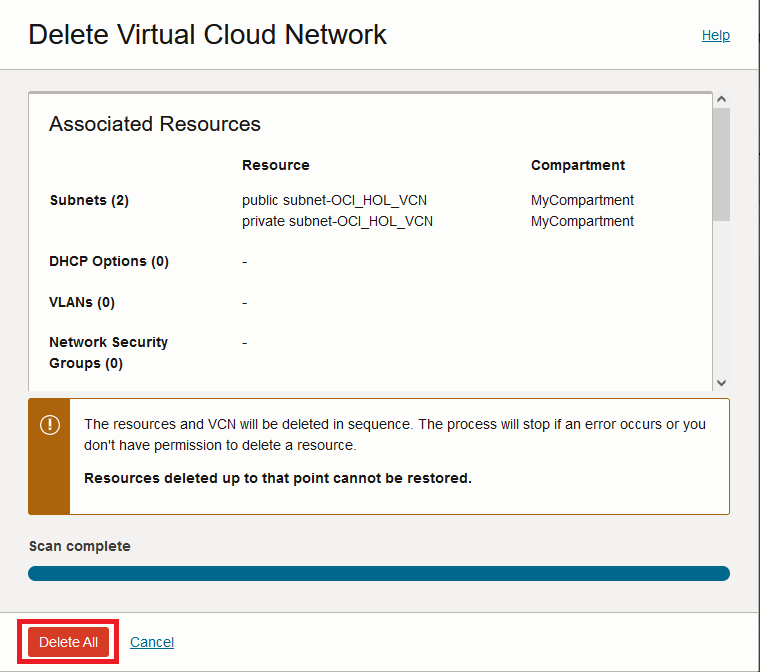 Delete Virtual Cloud Network
Help
Associated Resources
Resource Compartment
Subnets (2) public subnet-OCI_HOL_VCN MyCompartment
private subnet-OCI_HOL_VCN MyCompartment
DHCP Options (0) -
VLANs (0) -
Network Security -
Groups (0)
The resources and VCN will be deleted in sequence. The process will stop if an error occurs or you
don't have permission to delete a resource.
Resources deleted up to that point cannot be restored.
Scan complete
Delete All Cancel